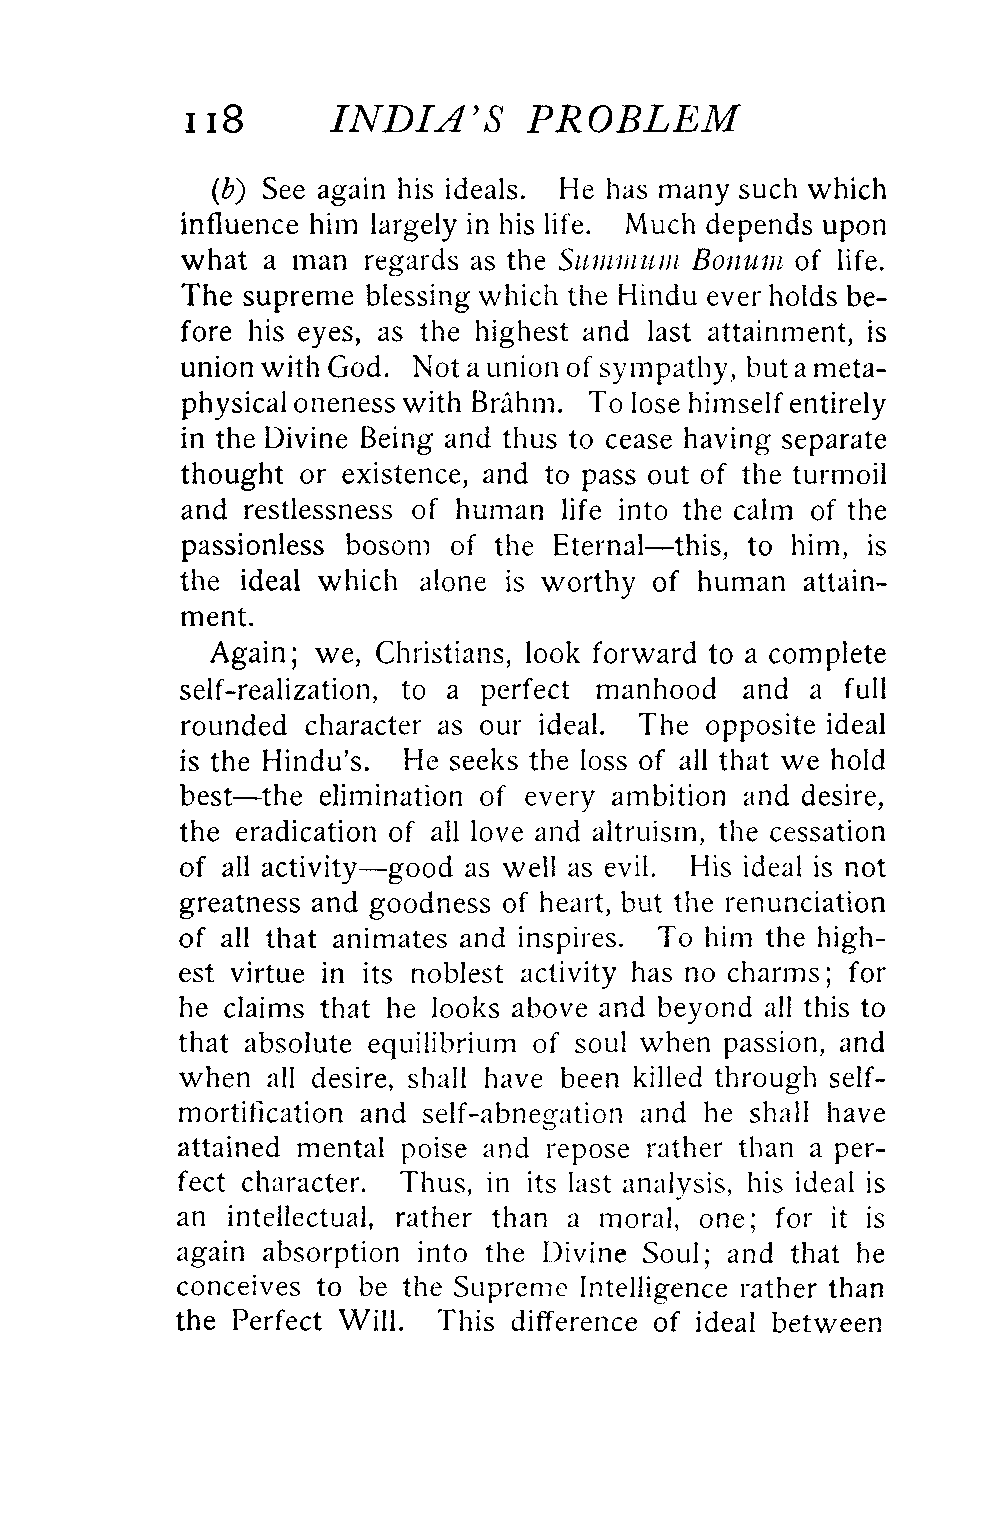 118 INDIA'S PROBLEM
(b) See again his ideals. He has many such which
influence him largely in his life. Much depends upon
what a man regards as the Summum Bonum of life.
The supreme blessing which the Hindu ever holds be-
fore his eyes, as the highest and last attainment, is
union with God. Not a union of sympathy, but a meta-
physical oneness with Brâhm. To lose himself entirely
in the Divine Being and thus to cease having separate
thought or existence, and to pass out of the turmoil
and restlessness of human life into the calm of the
passionless bosom of the Eternal—this, to him, is
the ideal which alone is worthy of human attain-
ment.
Again; we, Christians, look forward to a complete
self-realization, to a perfect manhood and a full
rounded character as our ideal. The opposite ideal
is the Hindu's. He seeks the loss of all that we hold
best—the elimination of every ambition and desire,
the eradication of all love and altruism, the cessation
of all activity—good as well as evil. His ideal is not
greatness and goodness of heart, but the renunciation
of all that animates and inspires. To him the high-
est virtue in its noblest activity has no charms; for
he claims that he looks above and beyond all this to
that absolute equilibrium of soul when passion, and
when all desire, shall have been killed through self-
mortification and self-abnegation and he shall have
attained mental poise and repose rather than a per-
fect character. Thus, in its last analysis, his ideal is
an intellectual, rather than a moral, one; for it is
again absorption into the Divine Soul; and that he
conceives to be the Supreme Intelligence rather than
the Perfect Will. This difference of ideal between